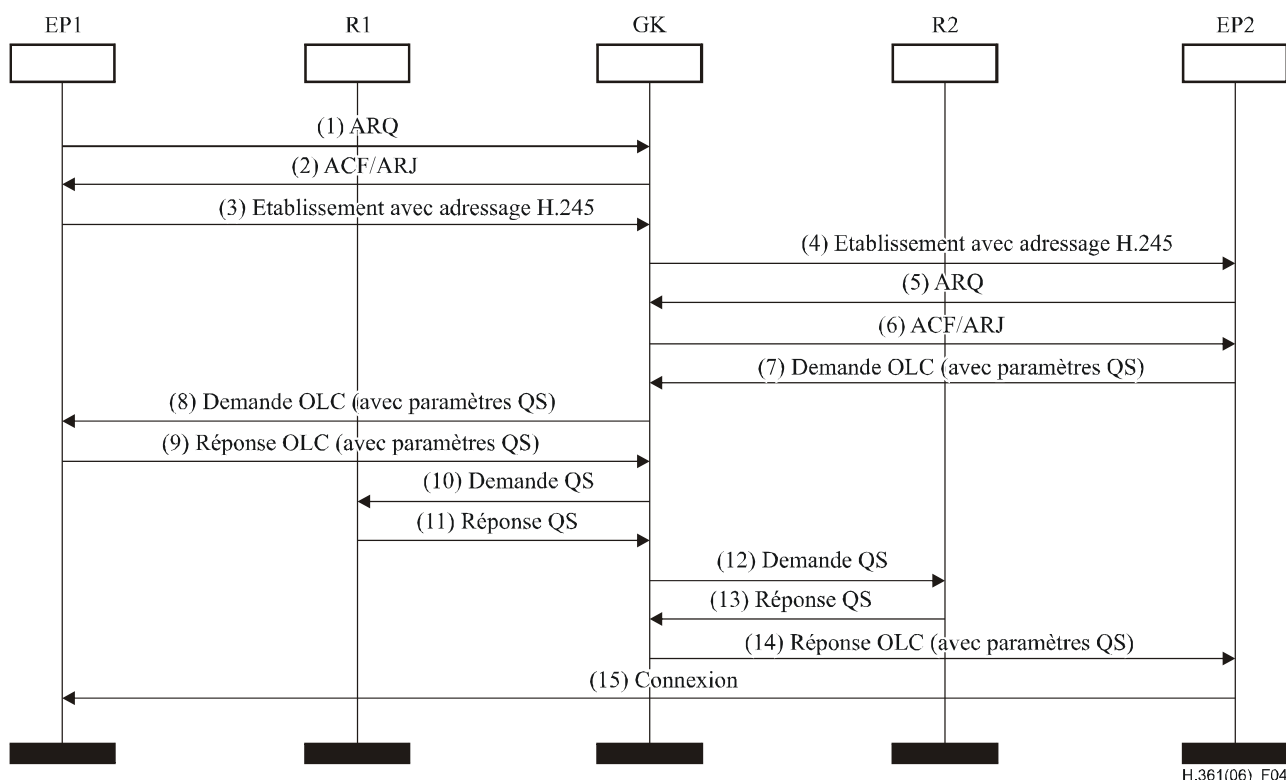 EP1 R1 GK R2 EP2
(1) ARQ
(2) ACF/ARJ
(3) Etablissement avec adressage H.245
(4) Etablissement avec adressage H.245
(5) ARQ
(6) ACF/ARJ
(7) Demande OLC (avec paramètres QS)
(8) Demande OLC (avec paramètres QS)
(9) Réponse OLC (avec paramètres QS)
(10) Demande QS
(11) Réponse QS
(12) Demande QS
(13) Réponse QS
(14) Réponse OLC (avec paramètres QS)
(15) Connexion
H.361(06)_F04